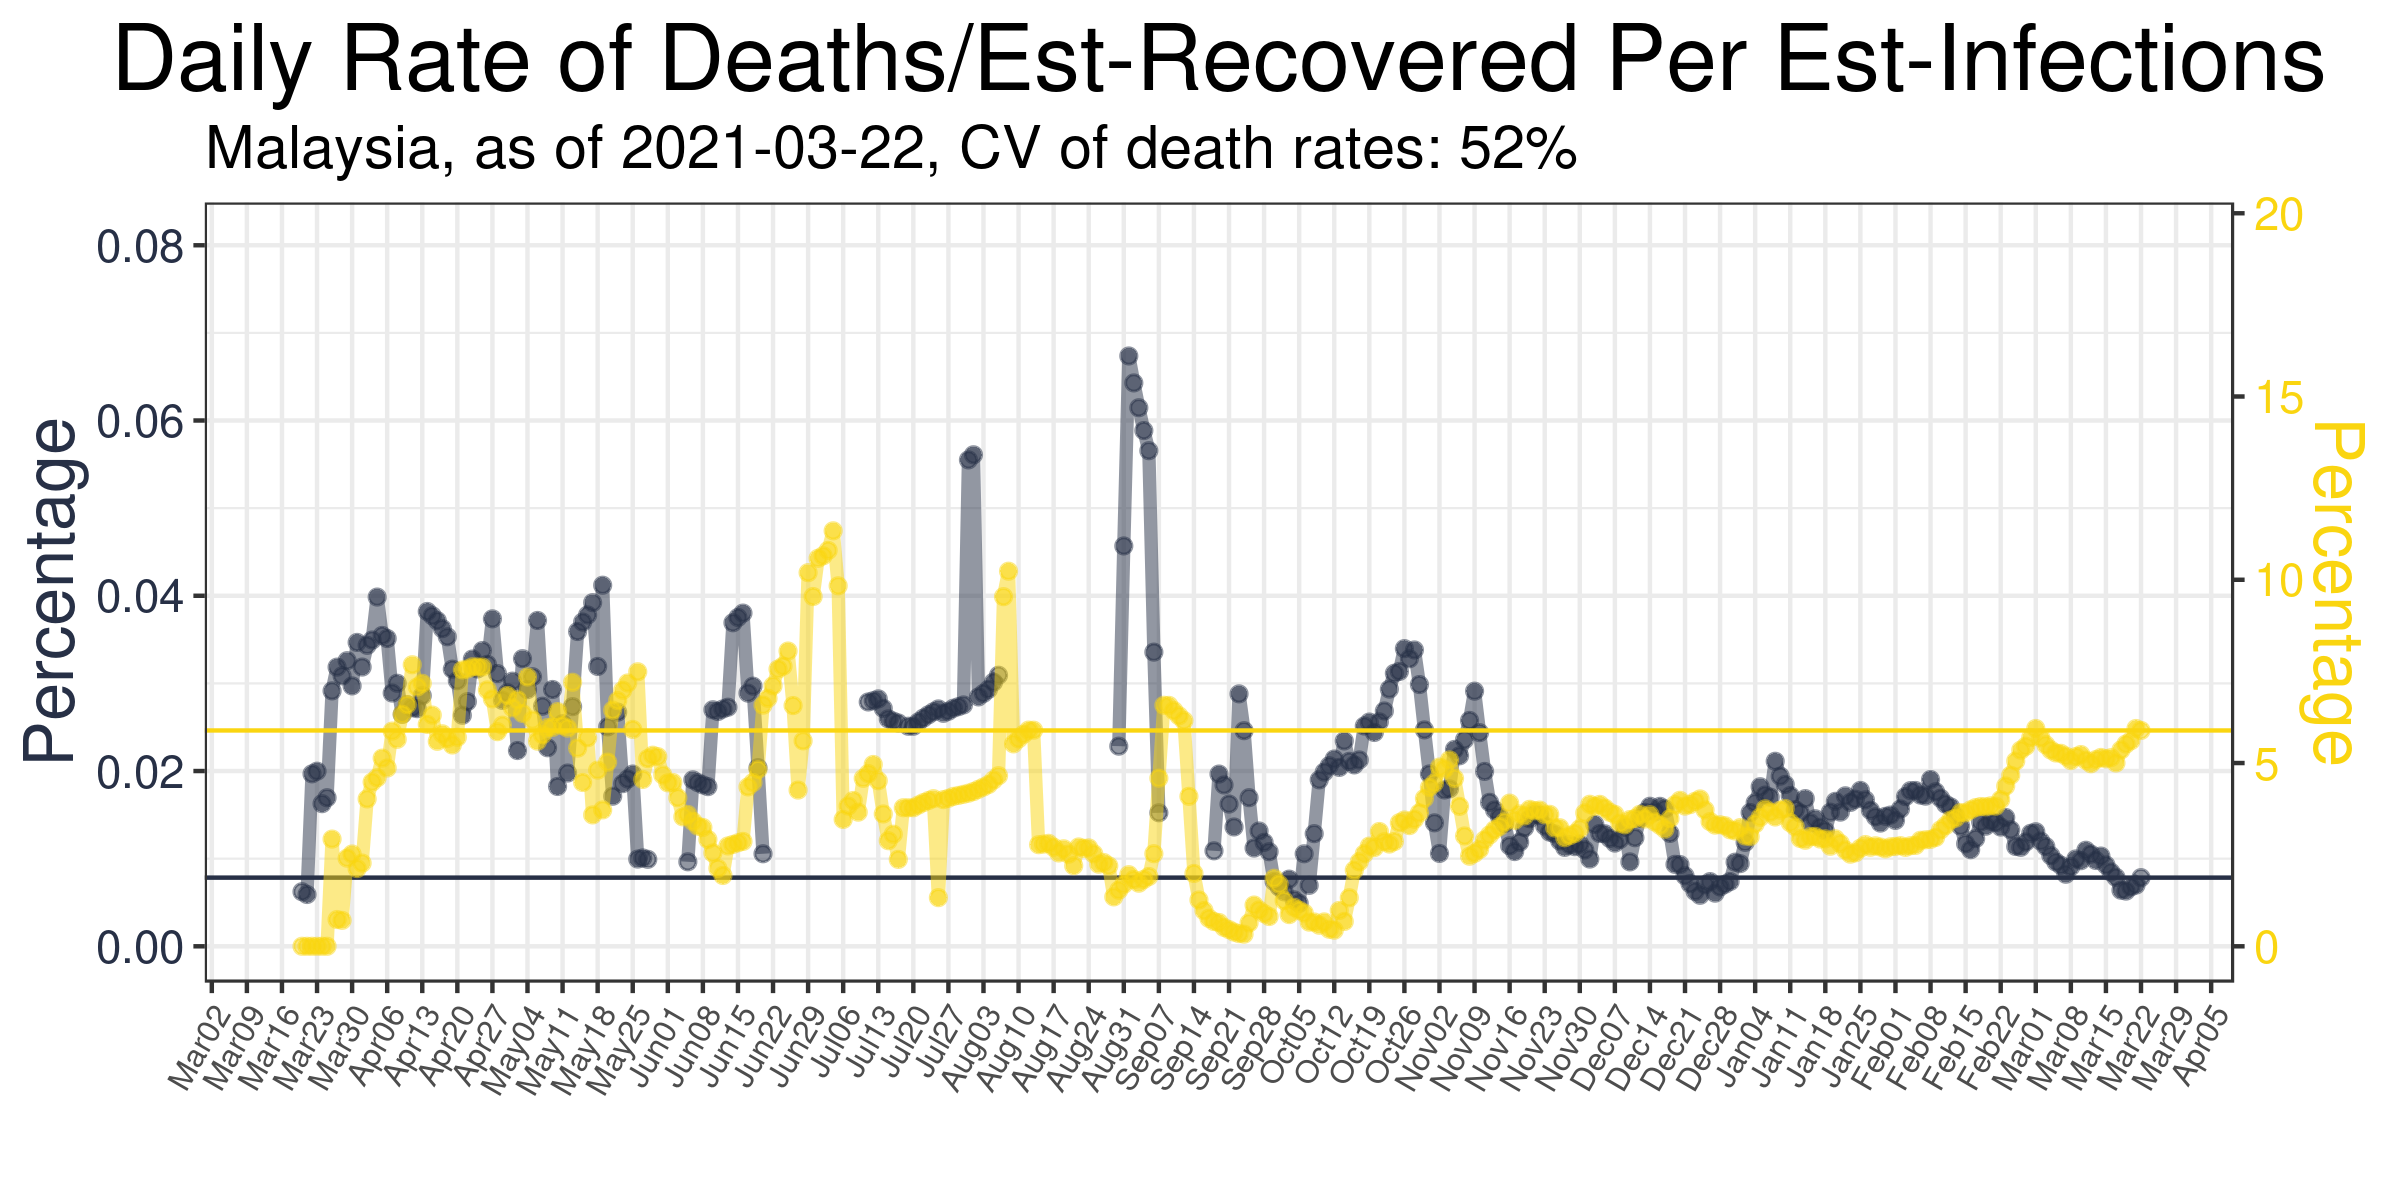 Daily Rate of Deaths/Est-Recovered Per Est-Infections
Malaysia, as of 2021-03-22, CV of death rates: 52%
Percentage
0.08
0.06
0.04
0.02
0.00
20
15
10
5
0
Percentage
Mar02
Mar09
Mar16
Mar23
Mar30
Apr06
Apr13
Apr20
Apr27
May04
May11
May18
May25
Jun01
Jun08
Jun15
Jun22
Jun29
Jul06
Jul13
Jul20
Jul27
Aug03
Aug10
Aug17
Aug24
Aug31
Sep07
Sep14
Sep21
Sep28
Oct05
Oct12
Oct19
Oct26
Nov02
Nov09
Nov16
Nov23
Nov30
Dec07
Dec14
Dec21
Dec28
Jan04
Jan11
Jan18
Jan25
Feb01
Feb08
Feb15
Feb22
Mar01
Mar08
Mar15
Mar22
Mar29
Apr05